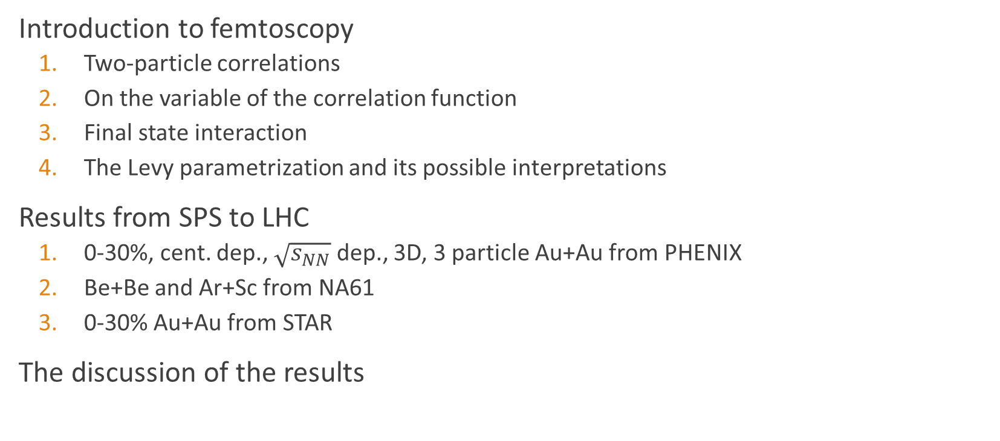 Introduction to femtoscopy
1. Two-particle correlations
2. On the variable of the correlation function
3. Final state interaction
4. The Levy parametrization and its possible interpretations
Results from SPS to LHC
1. 0-30%, cent. dep., √s_NN dep., 3D, 3 particle Au+Au from PHENIX
2. Be+Be and Ar+Sc from NA61
3. 0-30% Au+Au from STAR
The discussion of the results